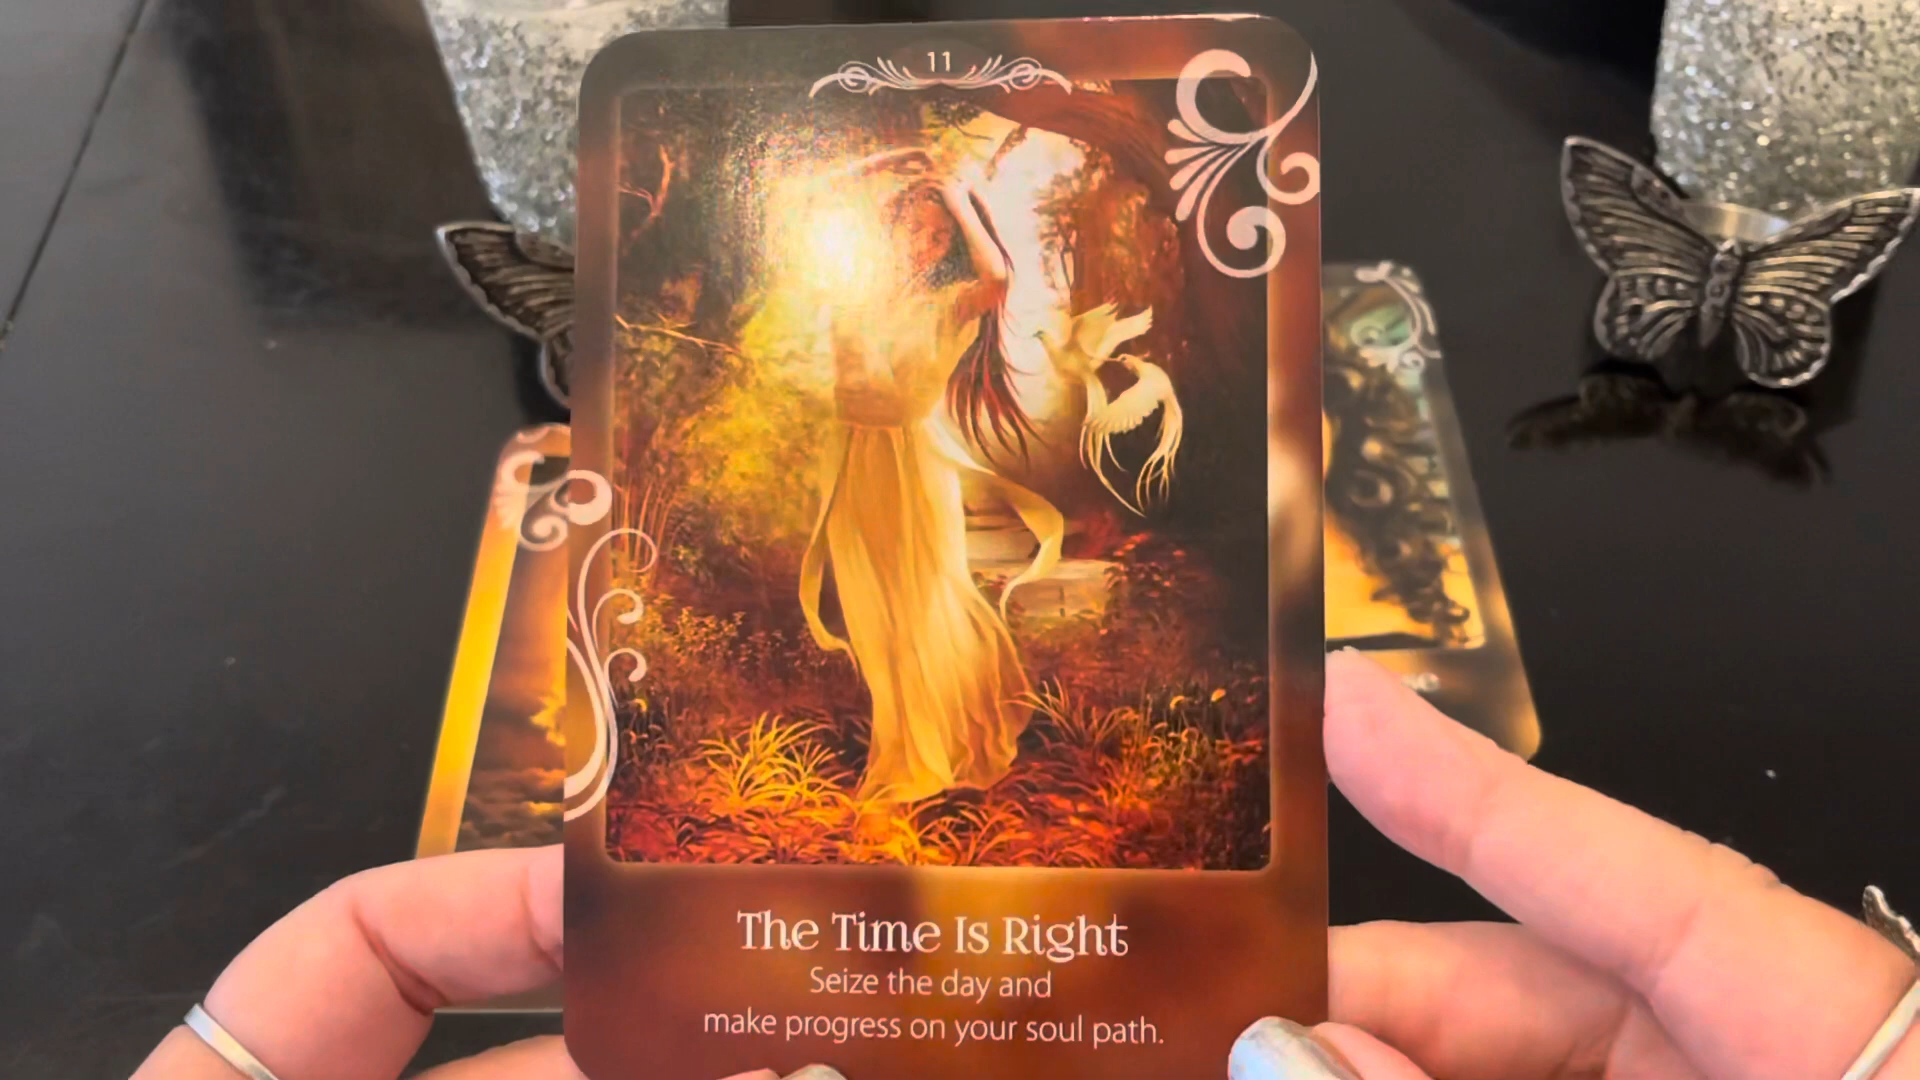 11
The Time Is Right
Seize the day and
make progress on your soul path.